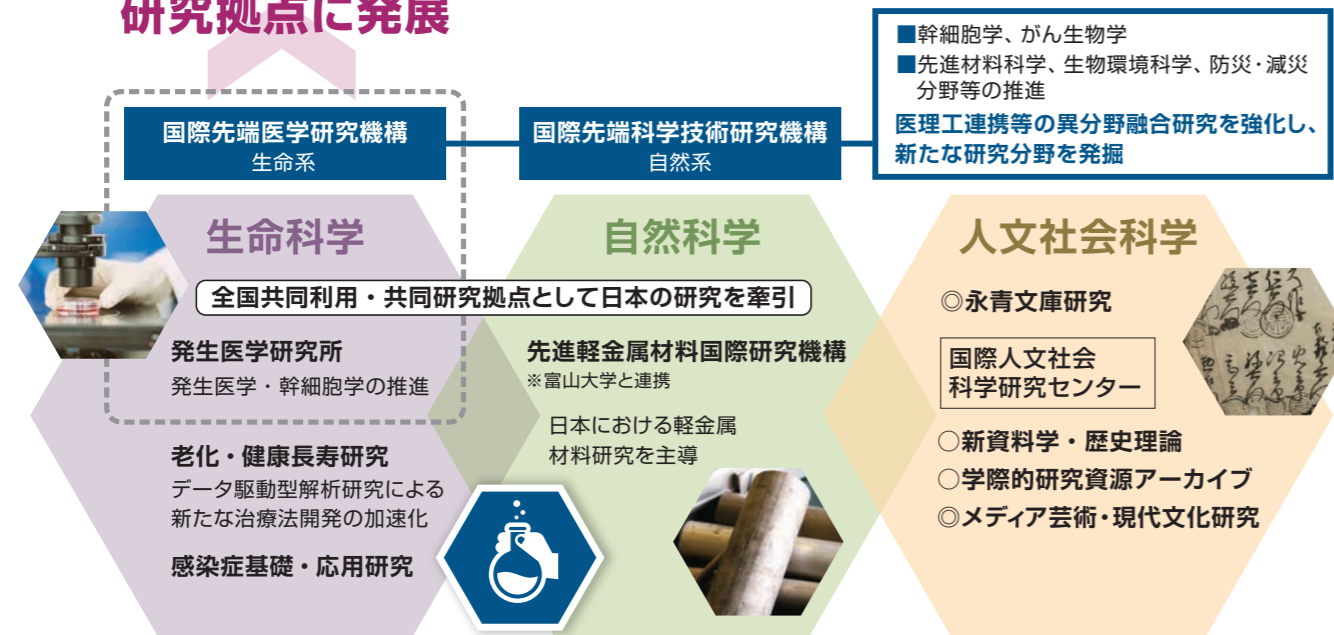 研究拠点に発展
■幹細胞学、がん生物学
■先進材料科学、生物環境科学、防災・減災
分野等の推進
医理工連携等の異分野融合研究を強化し、
新たな研究分野を発掘
国際先端医学研究機構
生命系
国際先端科学技術研究機構
自然系
生命科学
自然科学
人文社会科学
全国共同利用・共同研究拠点として日本の研究を牽引
発生医学研究所
発生医学・幹細胞学の推進
老化・健康長寿研究
データ駆動型解析研究による
新たな治療法開発の加速化
感染症基礎・応用研究
先進軽金属材料国際研究機構
※富山大学と連携
日本における軽金属
材料研究を主導
◎永青文庫研究
国際人文社会
科学研究センター
○新資料学・歴史理論
○学際的研究資源アーカイブ
◎メディア芸術・現代文化研究